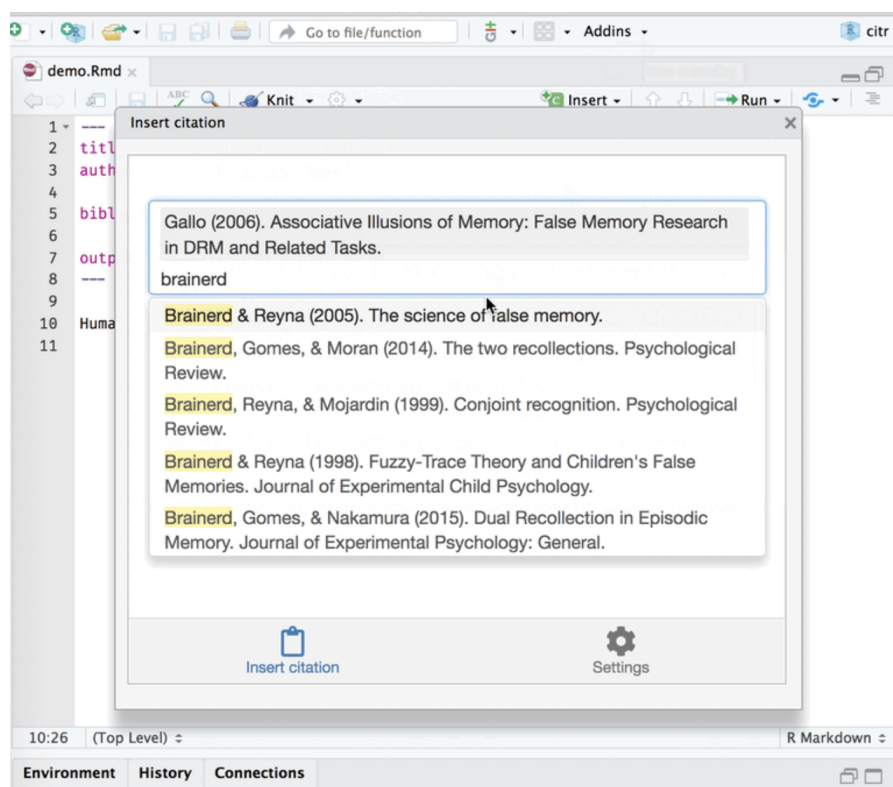 Go to file/function
Addins
citr
demo.Rmd
ABC
Knit
Insert
Run
Insert citation
1 ---
2 titl
3 auth
4
5 bibl
6
7 outp
8 ---
9
10 Huma
11
Gallo (2006). Associative Illusions of Memory: False Memory Research
in DRM and Related Tasks.
brainerd
Brainerd & Reyna (2005). The science of false memory.
Brainerd, Gomes, & Moran (2014). The two recollections. Psychological
Review.
Brainerd, Reyna, & Mojardin (1999). Conjoint recognition. Psychological
Review.
Brainerd & Reyna (1998). Fuzzy-Trace Theory and Children's False
Memories. Journal of Experimental Child Psychology.
Brainerd, Gomes, & Nakamura (2015). Dual Recollection in Episodic
Memory. Journal of Experimental Psychology: General.
Insert citation
Settings
10:26 (Top Level)
R Markdown
Environment History Connections